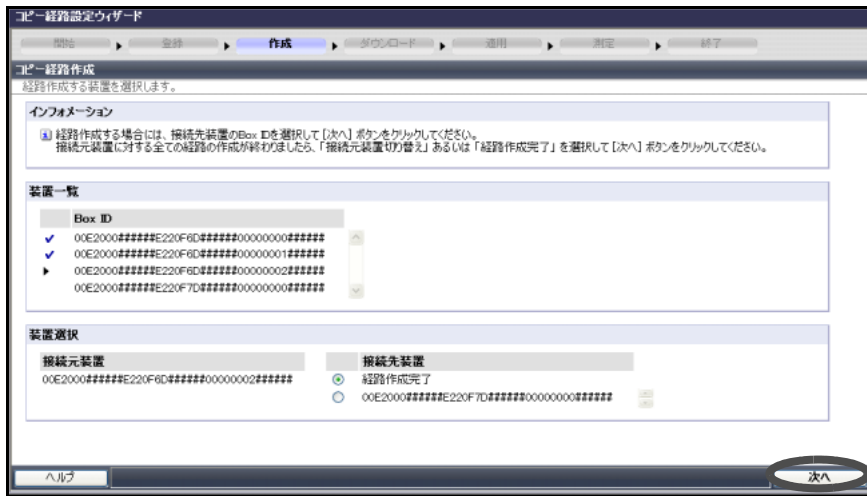 コピー経路設定ウィザード
開始 登録 作成 ダウンロード 適用 測定 終了
コピー経路作成
経路作成する装置を選択します。
インフォメーション
経路作成する場合には、接続先装置のBox IDを選択して[次へ]ボタンをクリックしてください。
接続元装置に対する全ての経路の作成が終わりましたら、「接続元装置切り替え」あるいは「経路作成完了」を選択して[次へ]ボタンをクリックしてください。
装置一覧
Box ID
00E2000######E220F6D######00000000######
00E2000######E220F6D######00000001######
00E2000######E220F6D######00000002######
00E2000######E220F7D######00000000######
装置選択
接続元装置 接続先装置
00E2000######E220F6D######00000002###### 経路作成完了
00E2000######E220F7D######00000000######
ヘルプ 次へ